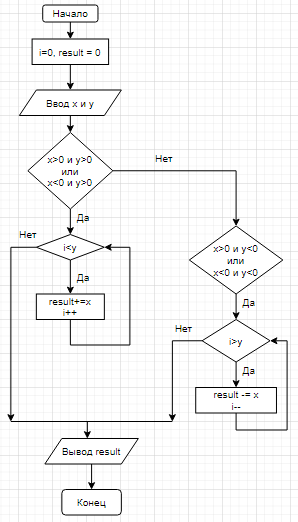 Начало
i=0, result = 0
Ввод x и y
x>0 и y>0
или
x<0 и y>0
Нет
Да
x>0 и y<0
или
x<0 и y<0
Нет
i<y
Да
result+=x
i++
Да
Нет
i>y
Да
result -= x
i--
Вывод result
Конец